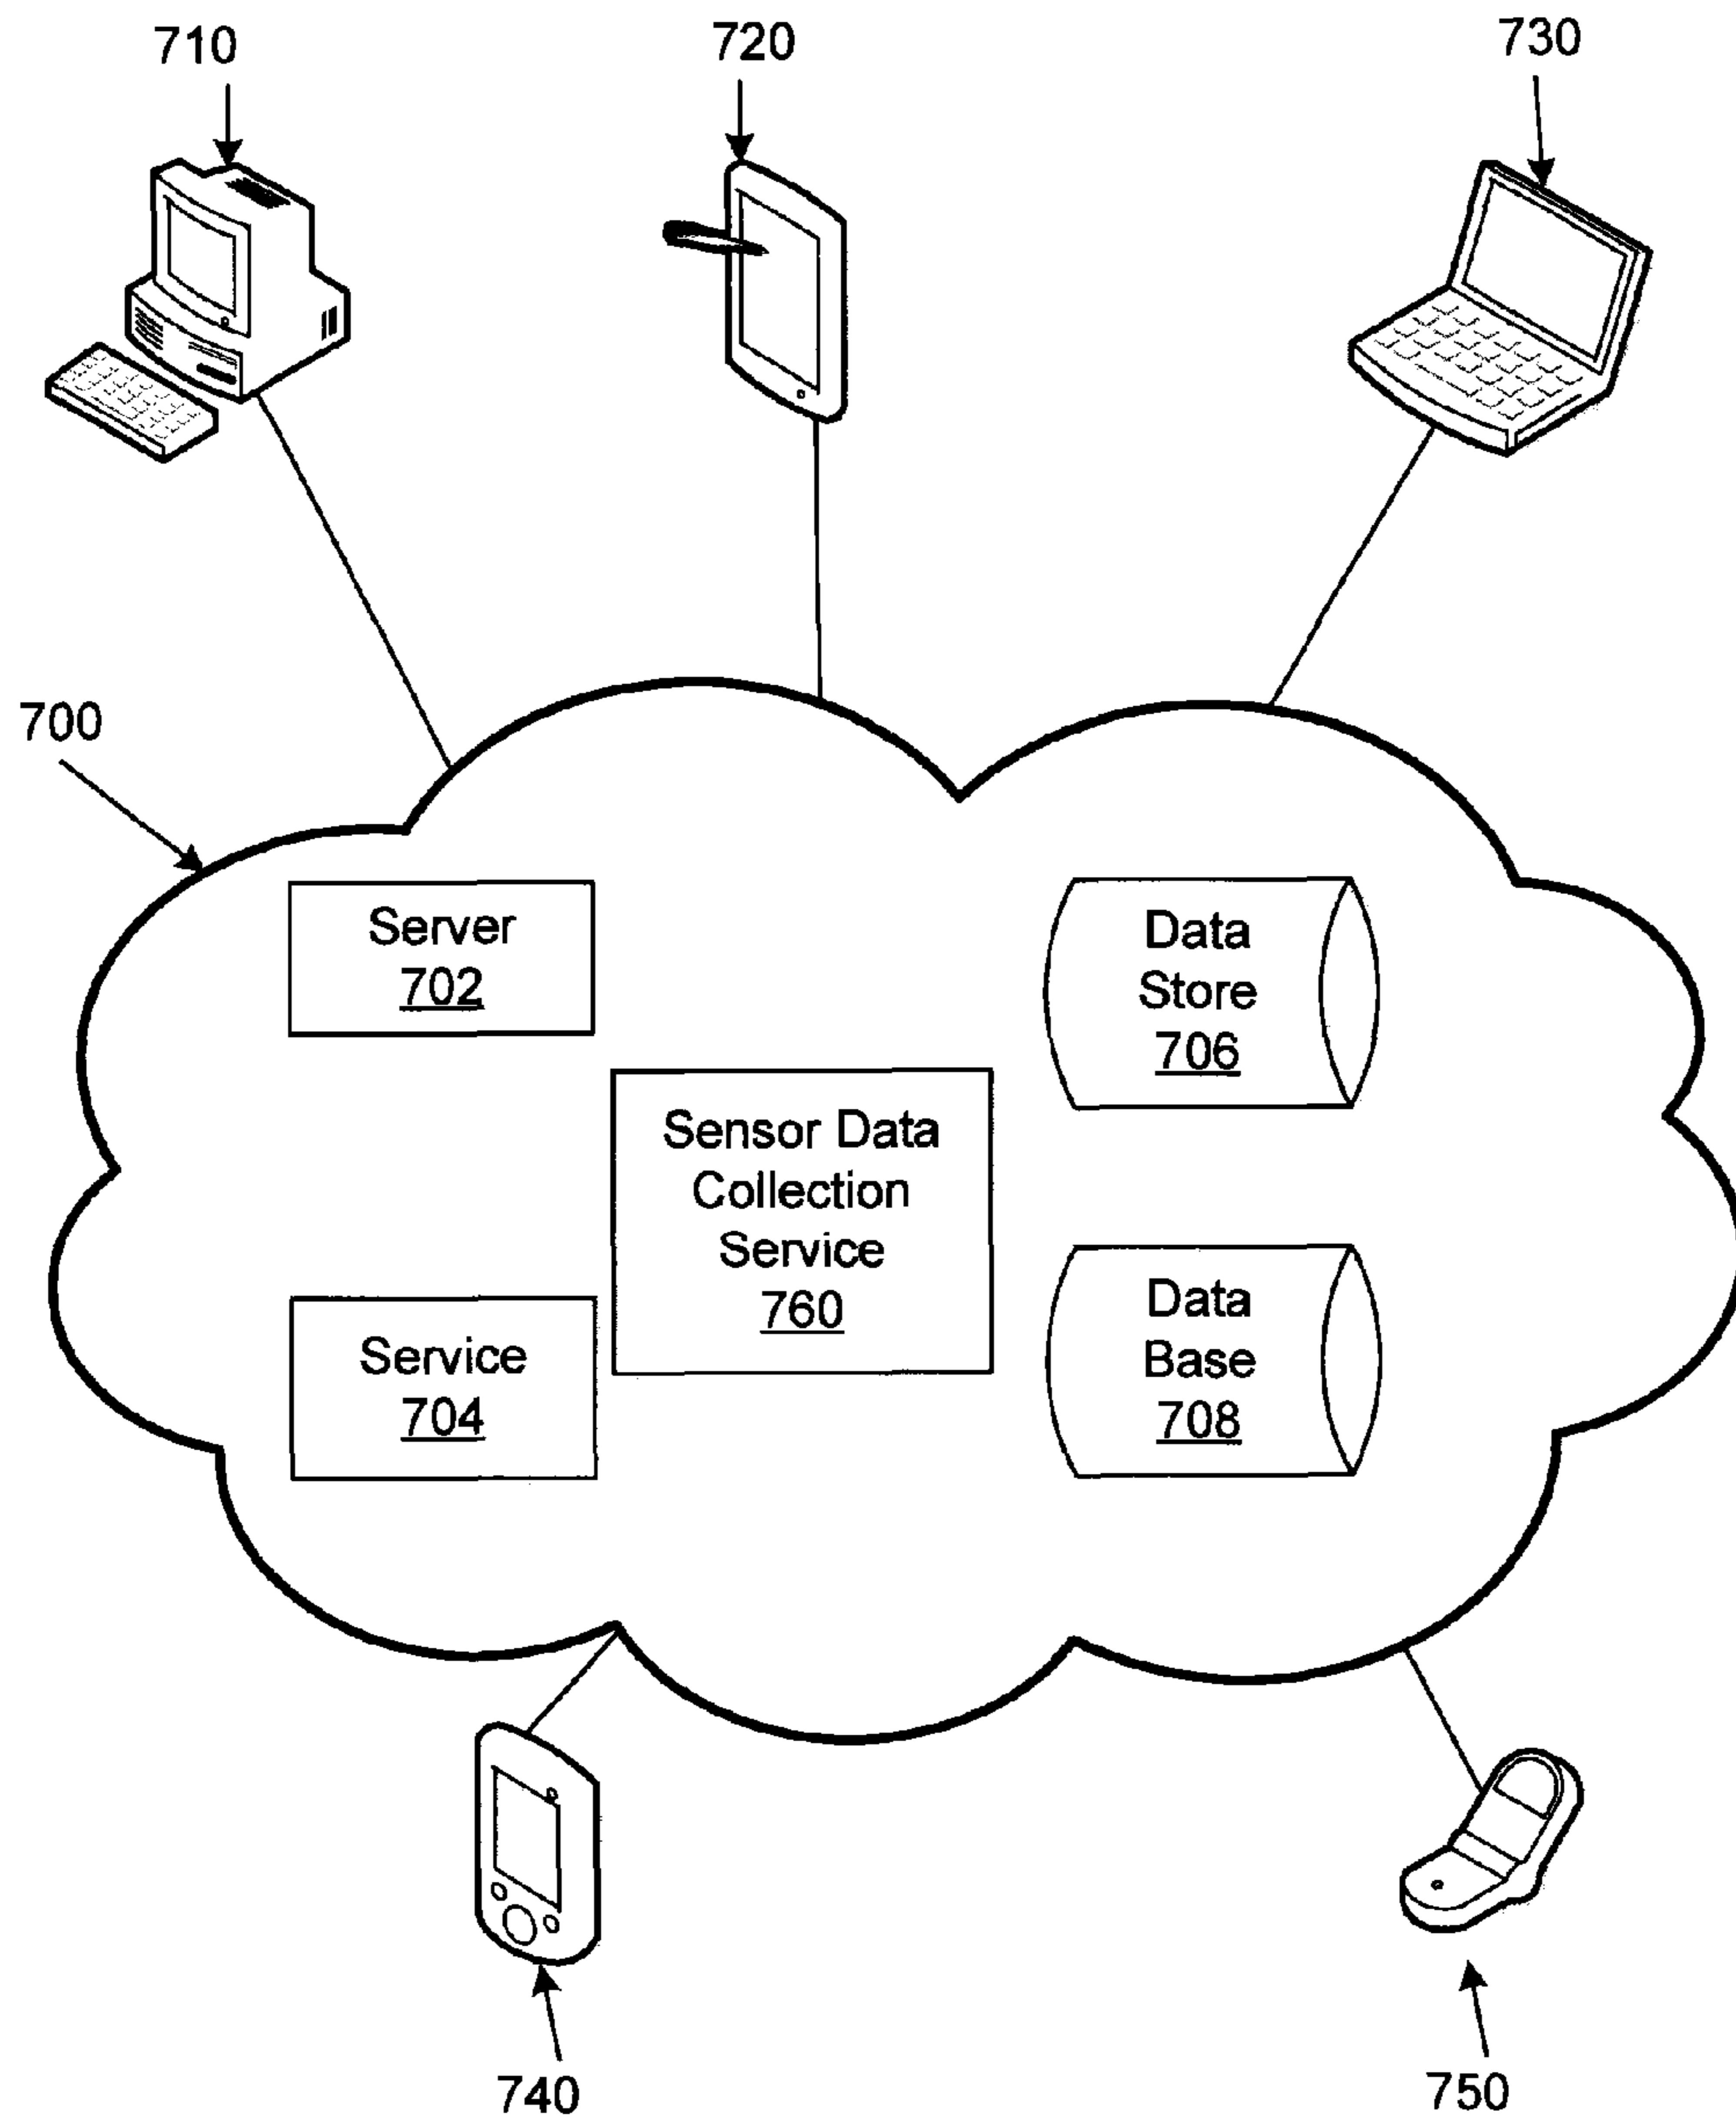 710
720
730
700
Server
702
Data
Store
706
Sensor Data
Collection
Service
760
Service
704
Data
Base
708
740
750